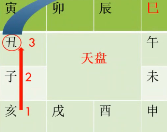 寅 卯 辰 巳
丑 3 午
天盘
子 2 未
亥 1 戌 酉 申